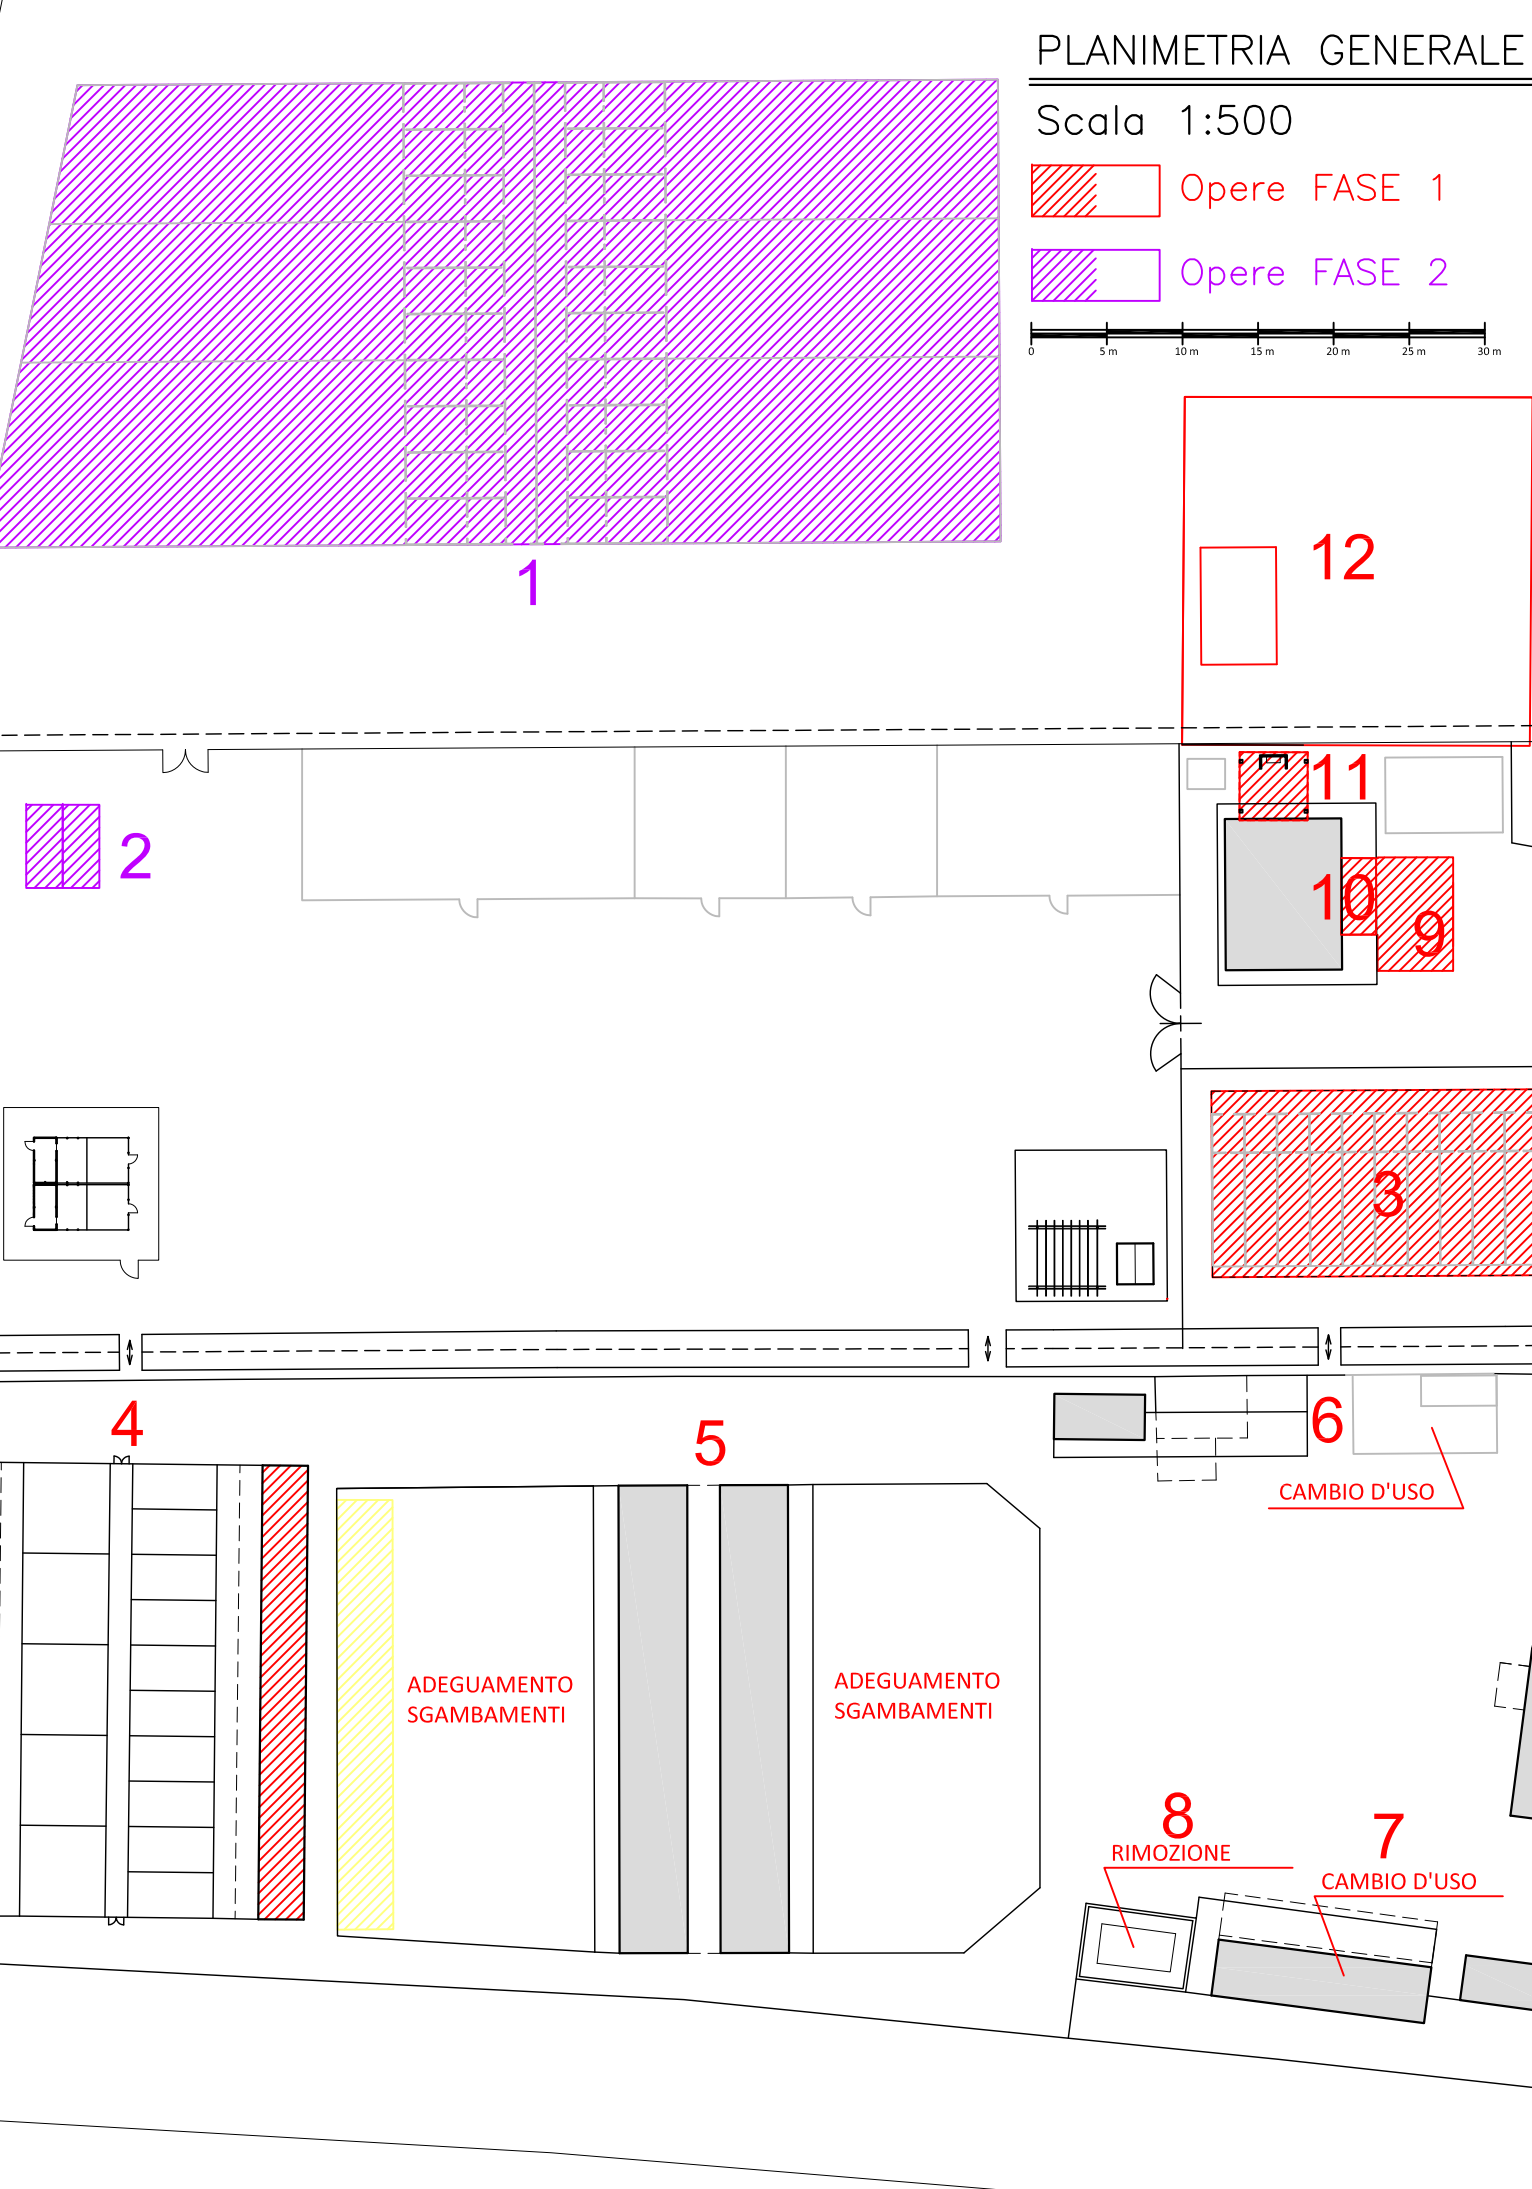 PLANIMETRIA GENERALE
Scala 1:500
Opere FASE 1
Opere FASE 2
0 5 m 10 m 15 m 20 m 25 m 30 m
12
1
11
2
10
9
3
4
5
6
CAMBIO D'USO
ADEGUAMENTO
SGAMBAMENTI
ADEGUAMENTO
SGAMBAMENTI
8
RIMOZIONE
7
CAMBIO D'USO